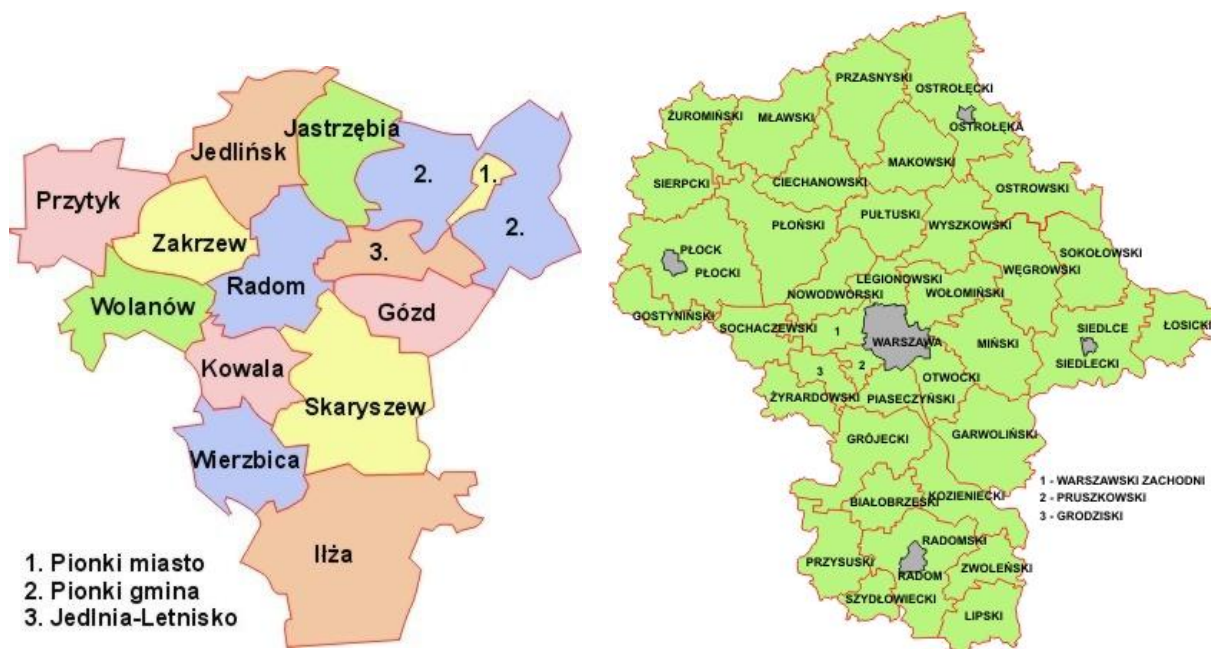 Jastrzębia
Jedlińsk
2.
1.
Przytyk
2.
Zakrzew
3.
Radom
Wolanów
Gózd
Kowala
Skaryszew
Wierzbica
Iłża
1. Pionki miasto
2. Pionki gmina
3. Jedlnia-Letnisko
PRZASNYSKI
OSTROŁĘCKI
ŻUROMIŃSKI
MŁAWSKI
OSTROŁĘKA
MAKOWSKI
SIERPCKI
CIECHANOWSKI
OSTROWSKI
PŁOŃSKI
PUŁTUSKI
WYSZKOWSKI
PŁOCK
SOKOŁOWSKI
PŁOCKI
WĘGROWSKI
LEGIONOWSKI
NOWODWORSKI
WOŁOMIŃSKI
GOSTYNIŃSKI
SOCHACZEWSKI
1
SIEDLCE
ŁOSICKI
WARSZAWA
MIŃSKI
2
3
SIEDLECKI
OTWOCKI
ŻYRARDOWSKI
PIASECZYŃSKI
GRÓJECKI
GARWOLIŃSKI
1 - WARSZAWSKI ZACHODNI
BIAŁOBRZESKI
KOZIENIECKI
2 - PRUSZKOWSKI
3 - GRODZISKI
RADOMSKI
PRZYSUSKI
ZWOLEŃSKI
RADOM
SZYDŁOWIECKI
LIPSKI